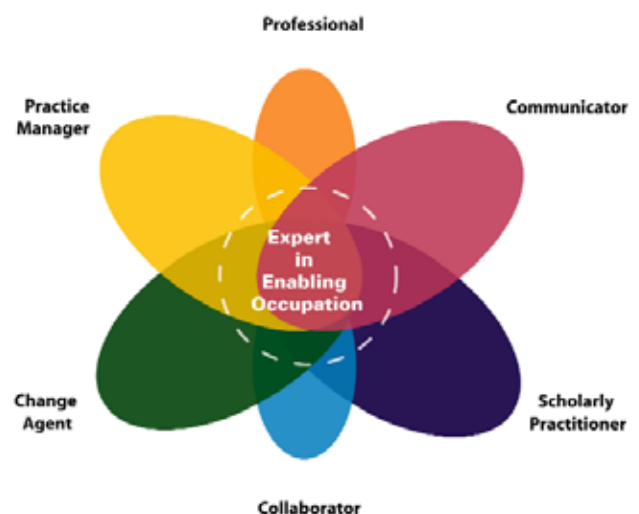 Professional
Practice
Manager
Communicator
Expert
in
Enabling
Occupation
Change
Agent
Scholarly
Practitioner
Collaborator